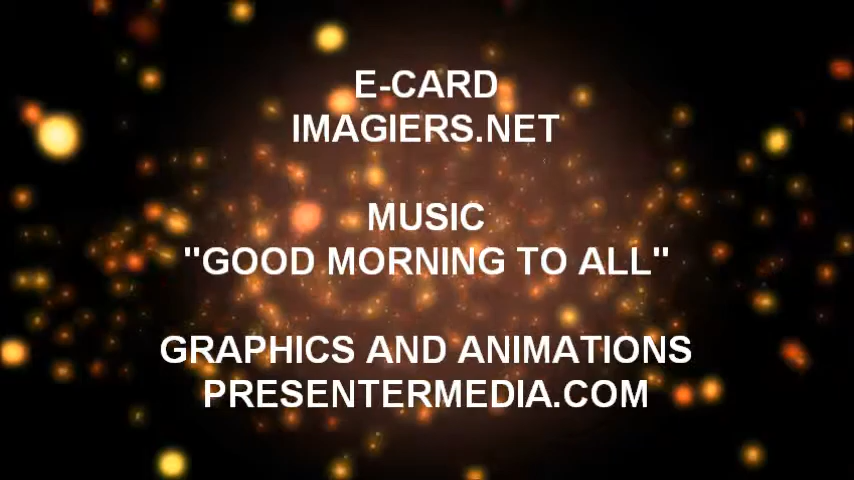 E-CARD
IMAGIERS.NET
MUSIC
"GOOD MORNING TO ALL"
GRAPHICS AND ANIMATIONS
PRESENTERMEDIA.COM